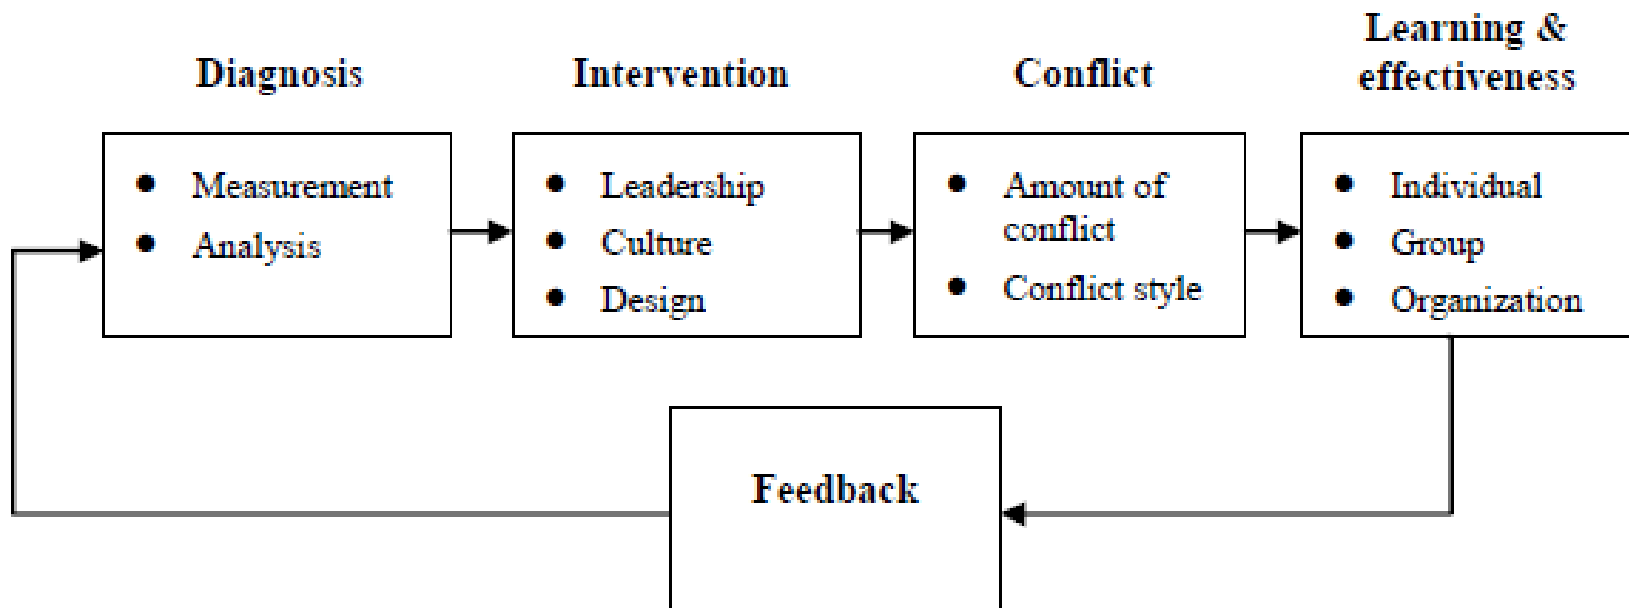 Diagnosis
Intervention
Conflict
Learning &
effectiveness
● Measurement
● Analysis
● Leadership
● Culture
● Design
● Amount of
conflict
● Conflict style
● Individual
● Group
● Organization
Feedback